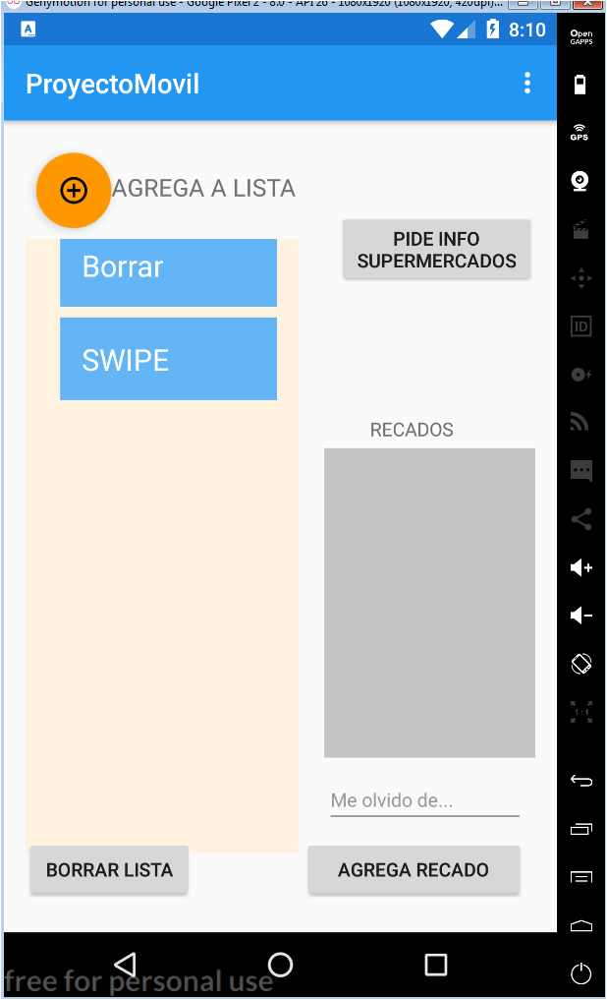 Genymotion for personal use - Google Pixel 2 - 8.0 - API 26 - 1080x1920 (1080x1920, 420dpi)...
A
8:10
Open
GAPPS
ProyectoMovil
GPS
AGREGA A LISTA
PIDE INFO
SUPERMERCADOS
Borrar
ID
SWIPE
RECADOS
1:1
Me olvido de...
BORRAR LISTA
AGREGA RECADO
free for personal use